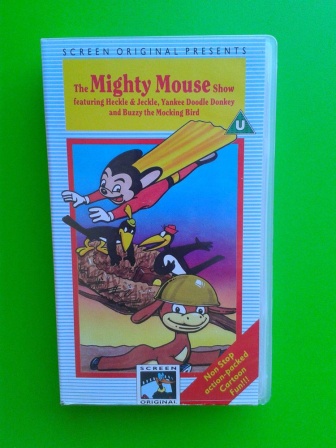 SCREEN ORIGINAL PRESENTS
The Mighty Mouse Show
featuring Heckle & Jeckle, Yankee Doodle Donkey
and Buzzy the Mocking Bird
U
Non Stop
action-packed
Cartoon
Fun!!!
SCREEN
ORIGINAL